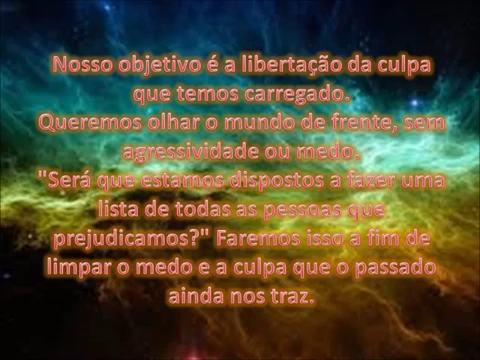 Nosso objetivo é a libertação da culpa
que temos carregado.
Queremos olhar o mundo de frente, sem
agressividade ou medo.
"Será que estamos dispostos a fazer uma
lista de todas as pessoas que
prejudicamos?" Faremos isso a fim de
limpar o medo e a culpa que o passado
ainda nos traz.